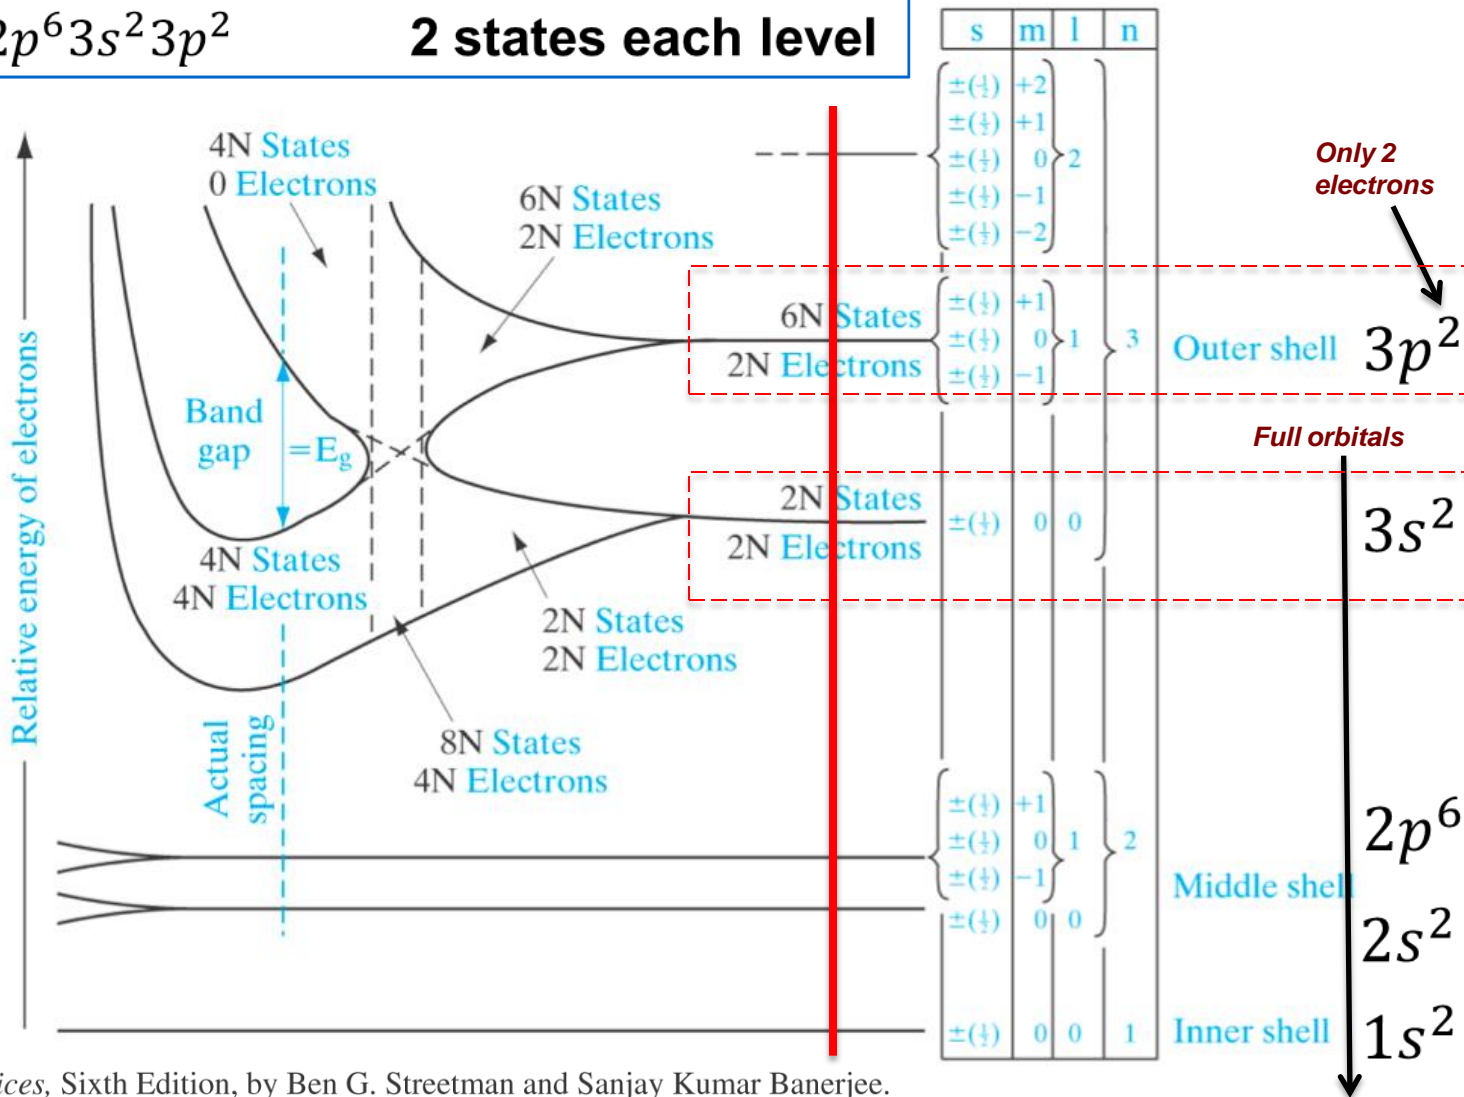 2p⁶3s²3p² 2 states each level
s m l n
±(½) +2
±(½) +1
±(½) 0 2
±(½) −1
±(½) −2
4N States
0 Electrons
6N States
2N Electrons
Only 2
electrons
6N States
2N Electrons
±(½) +1
±(½) 0 1 3
±(½) −1
Outer shell
3p²
Relative energy of electrons
Band
gap
=Eg
Full orbitals
2N States
2N Electrons
±(½) 0 0
3s²
4N States
4N Electrons
2N States
2N Electrons
8N States
4N Electrons
Actual
spacing
±(½) +1
±(½) 0 1 2
±(½) −1
±(½) 0 0
Middle shell
2p⁶
2s²
±(½) 0 0 1
Inner shell
1s²
ices, Sixth Edition, by Ben G. Streetman and Sanjay Kumar Banerjee.